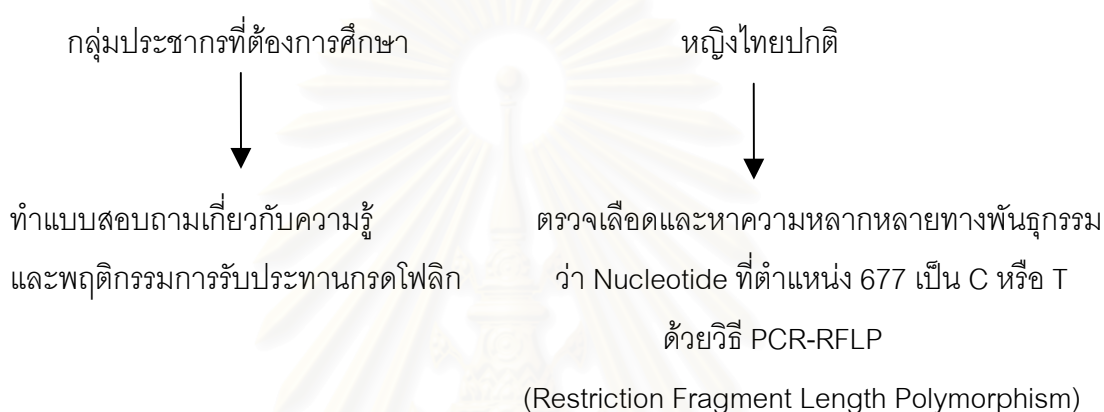 กลุ่มประชากรที่ต้องการศึกษา
หญิงไทยปกติ
ทำแบบสอบถามเกี่ยวกับความรู้
และพฤติกรรมการรับประทานกรดโฟลิก
ตรวจเลือดและหาความหลากหลายทางพันธุกรรม
ว่า Nucleotide ที่ตำแหน่ง 677 เป็น C หรือ T
ด้วยวิธี PCR-RFLP
(Restriction Fragment Length Polymorphism)